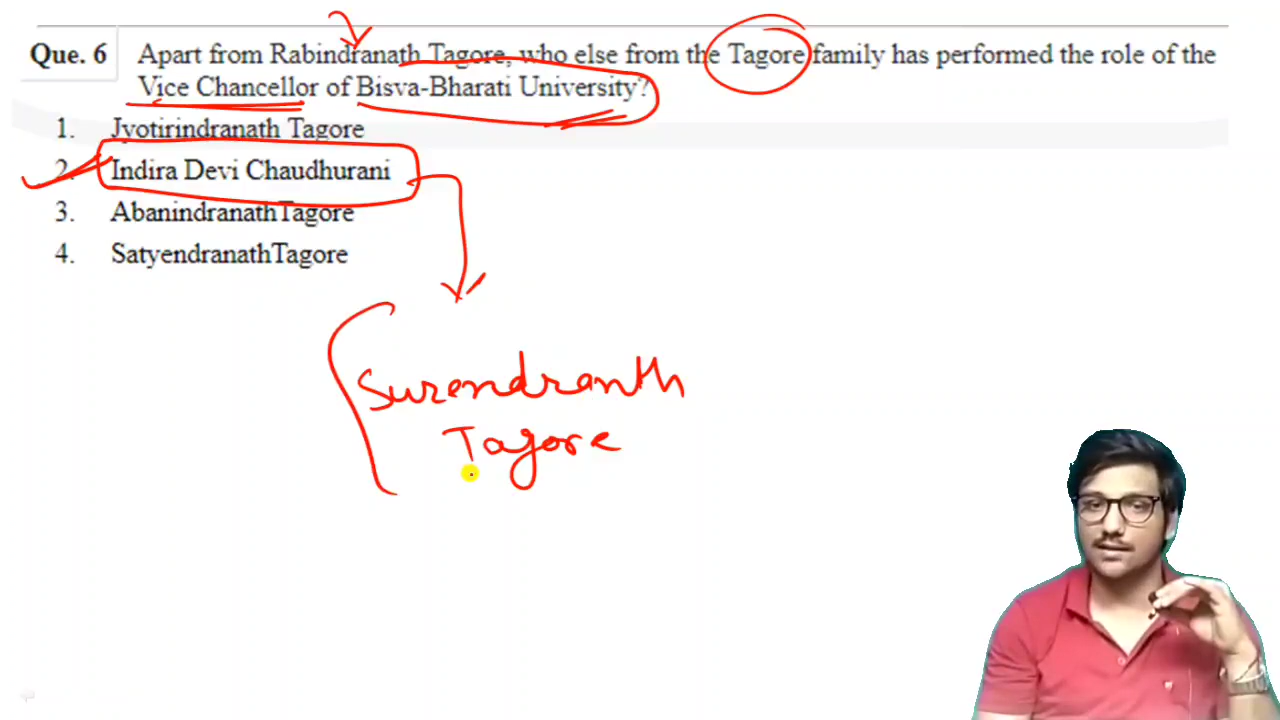 Que. 6 Apart from Rabindranath Tagore, who else from the Tagore family has performed the role of the
Vice Chancellor of Bisva-Bharati University?
1. Jyotirindranath Tagore
2. Indira Devi Chaudhurani
3. AbanindranathTagore
4. SatyendranathTagore
Surendranth
Tagore